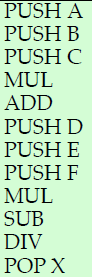 PUSH A
PUSH B
PUSH C
MUL
ADD
PUSH D
PUSH E
PUSH F
MUL
SUB
DIV
POP X